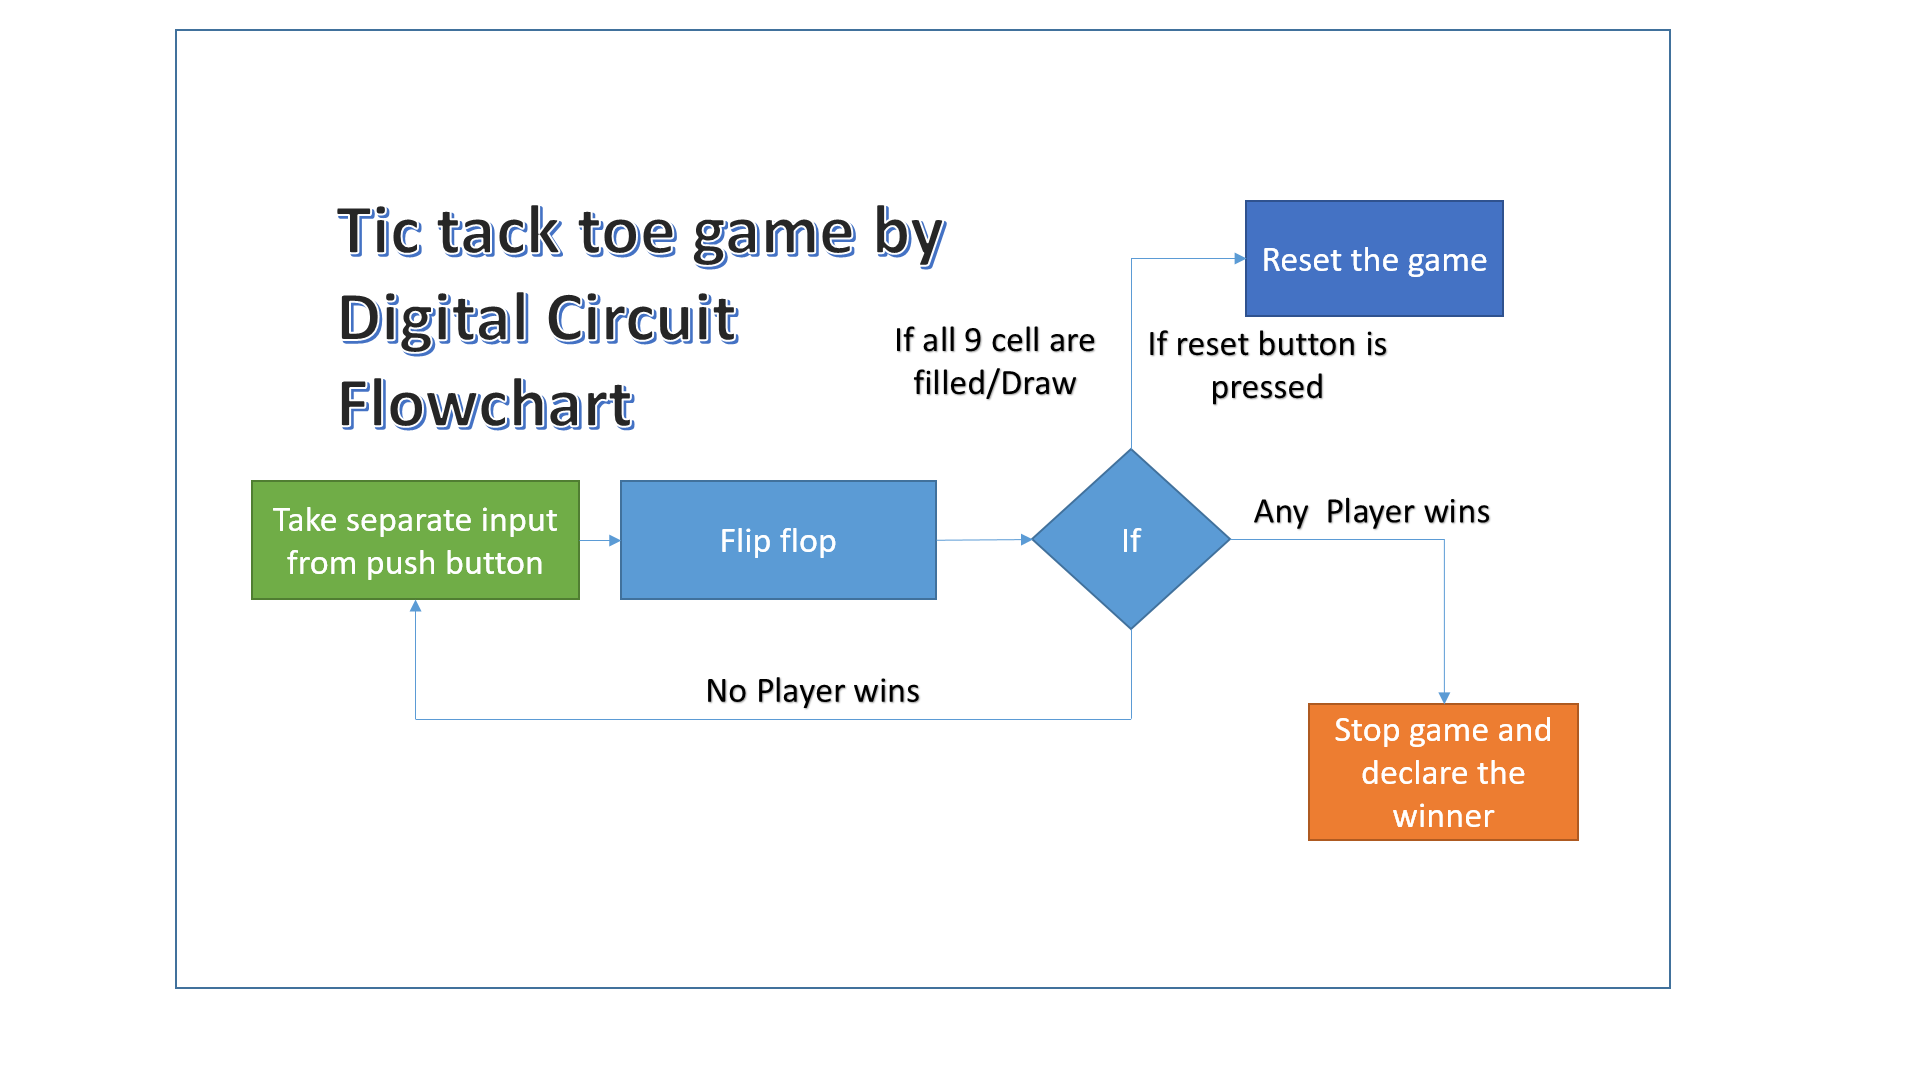 Tic tack toe game by
Digital Circuit
Flowchart
Reset the game
If all 9 cell are
filled/Draw
If reset button is
pressed
Take separate input
from push button
Flip flop
If
Any  Player wins
No Player wins
Stop game and
declare the
winner